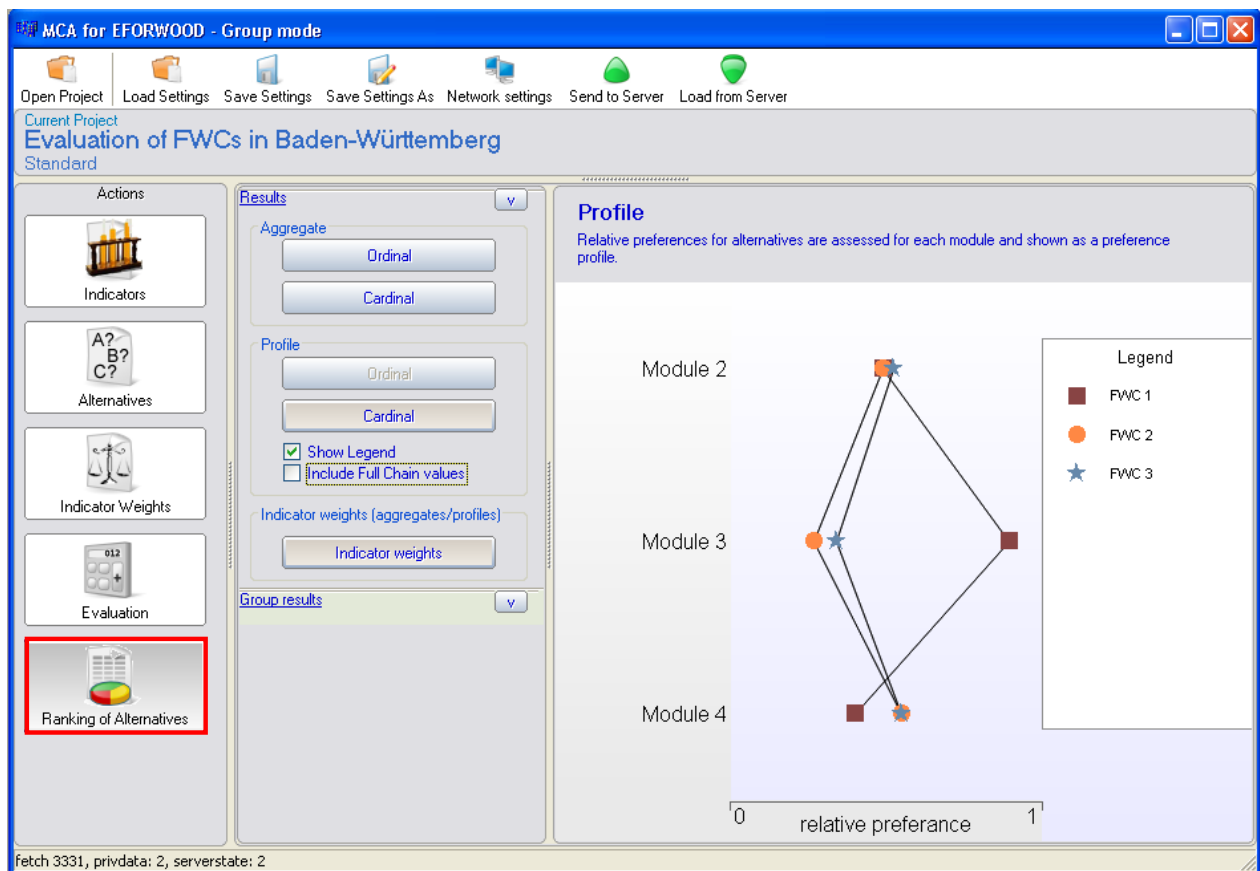 MCA for EFORWOOD - Group mode
Open Project Load Settings Save Settings Save Settings As Network settings Send to Server Load from Server
Current Project
Evaluation of FWCs in Baden-Württemberg
Standard
Actions
Indicators
A?
B?
C?
Alternatives
Indicator Weights
012
+
Evaluation
Ranking of Alternatives
Results
v
Aggregate
Ordinal
Cardinal
Profile
Ordinal
Cardinal
Show Legend
Include Full Chain values
Indicator weights (aggregates/profiles)
Indicator weights
Group results
v
Profile
Relative preferences for alternatives are assessed for each module and shown as a preference
profile.
Module 2
Module 3
Module 4
0
relative preferance
1
Legend
FWC 1
FWC 2
FWC 3
fetch 3331, privdata: 2, serverstate: 2